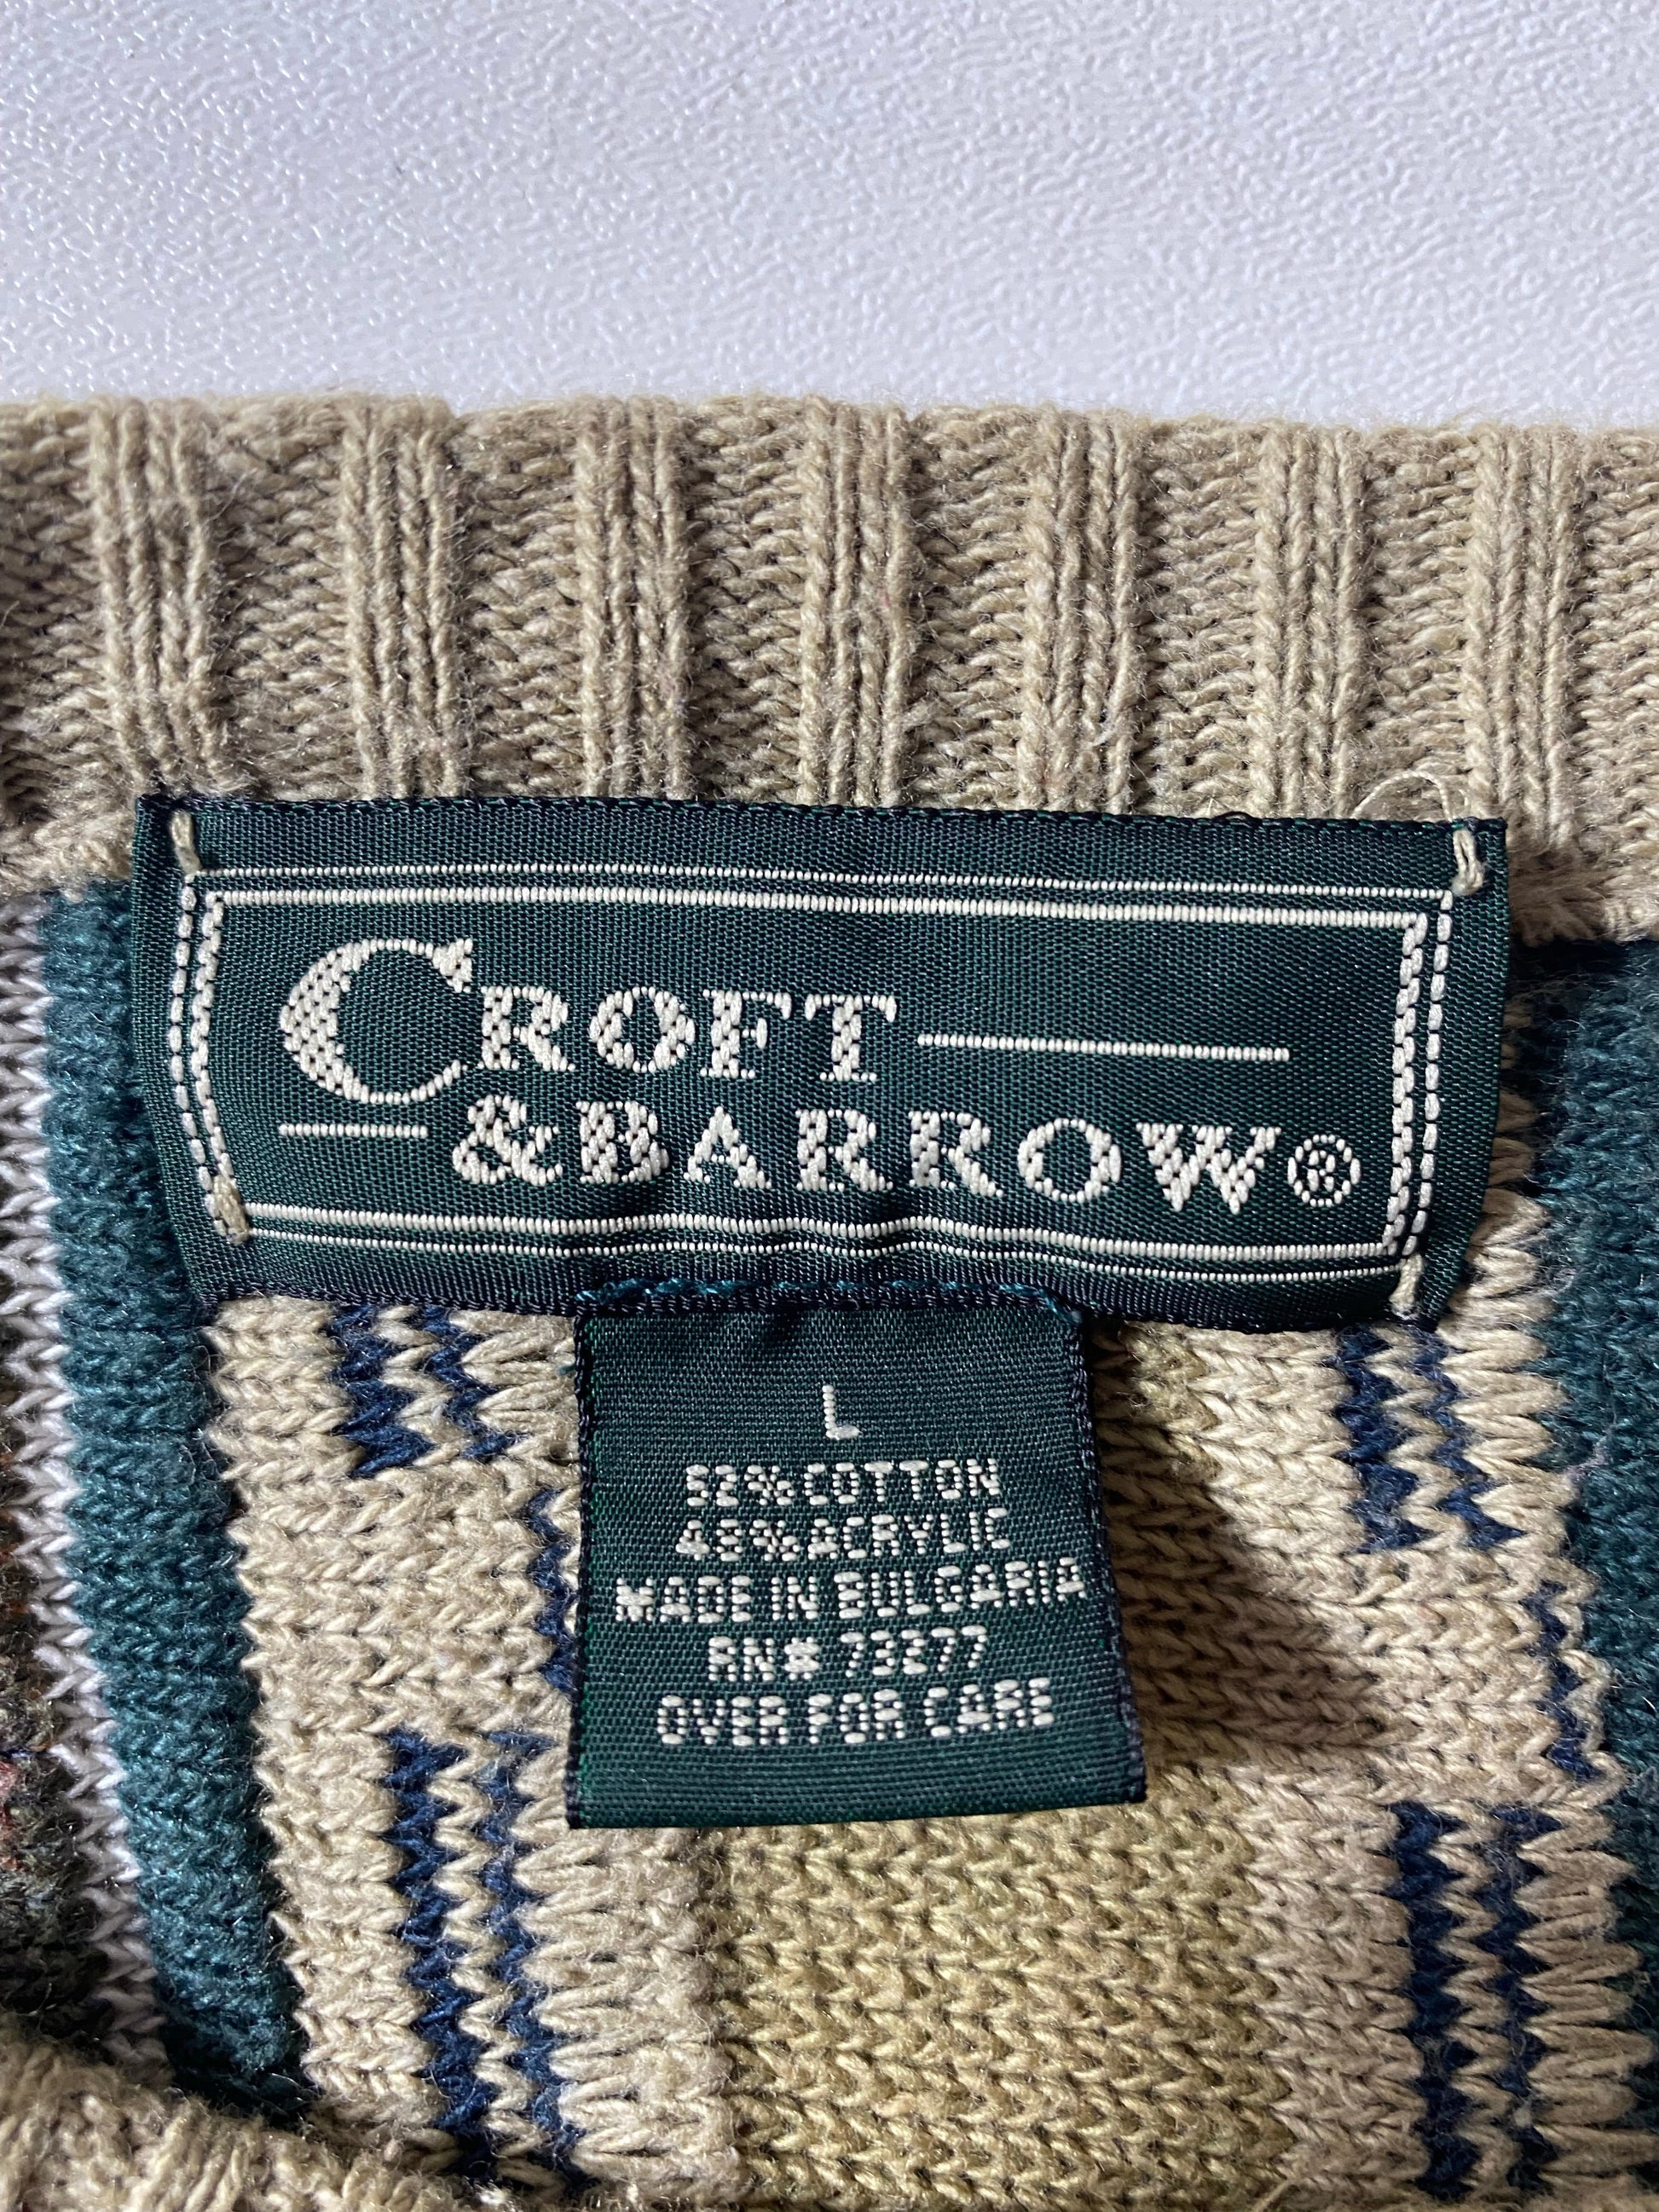 CROFT
&BARROW®
L
52%COTTON
48%ACRYLIC
MADE IN BULGARIA
RN# 73277
OVER FOR CARE